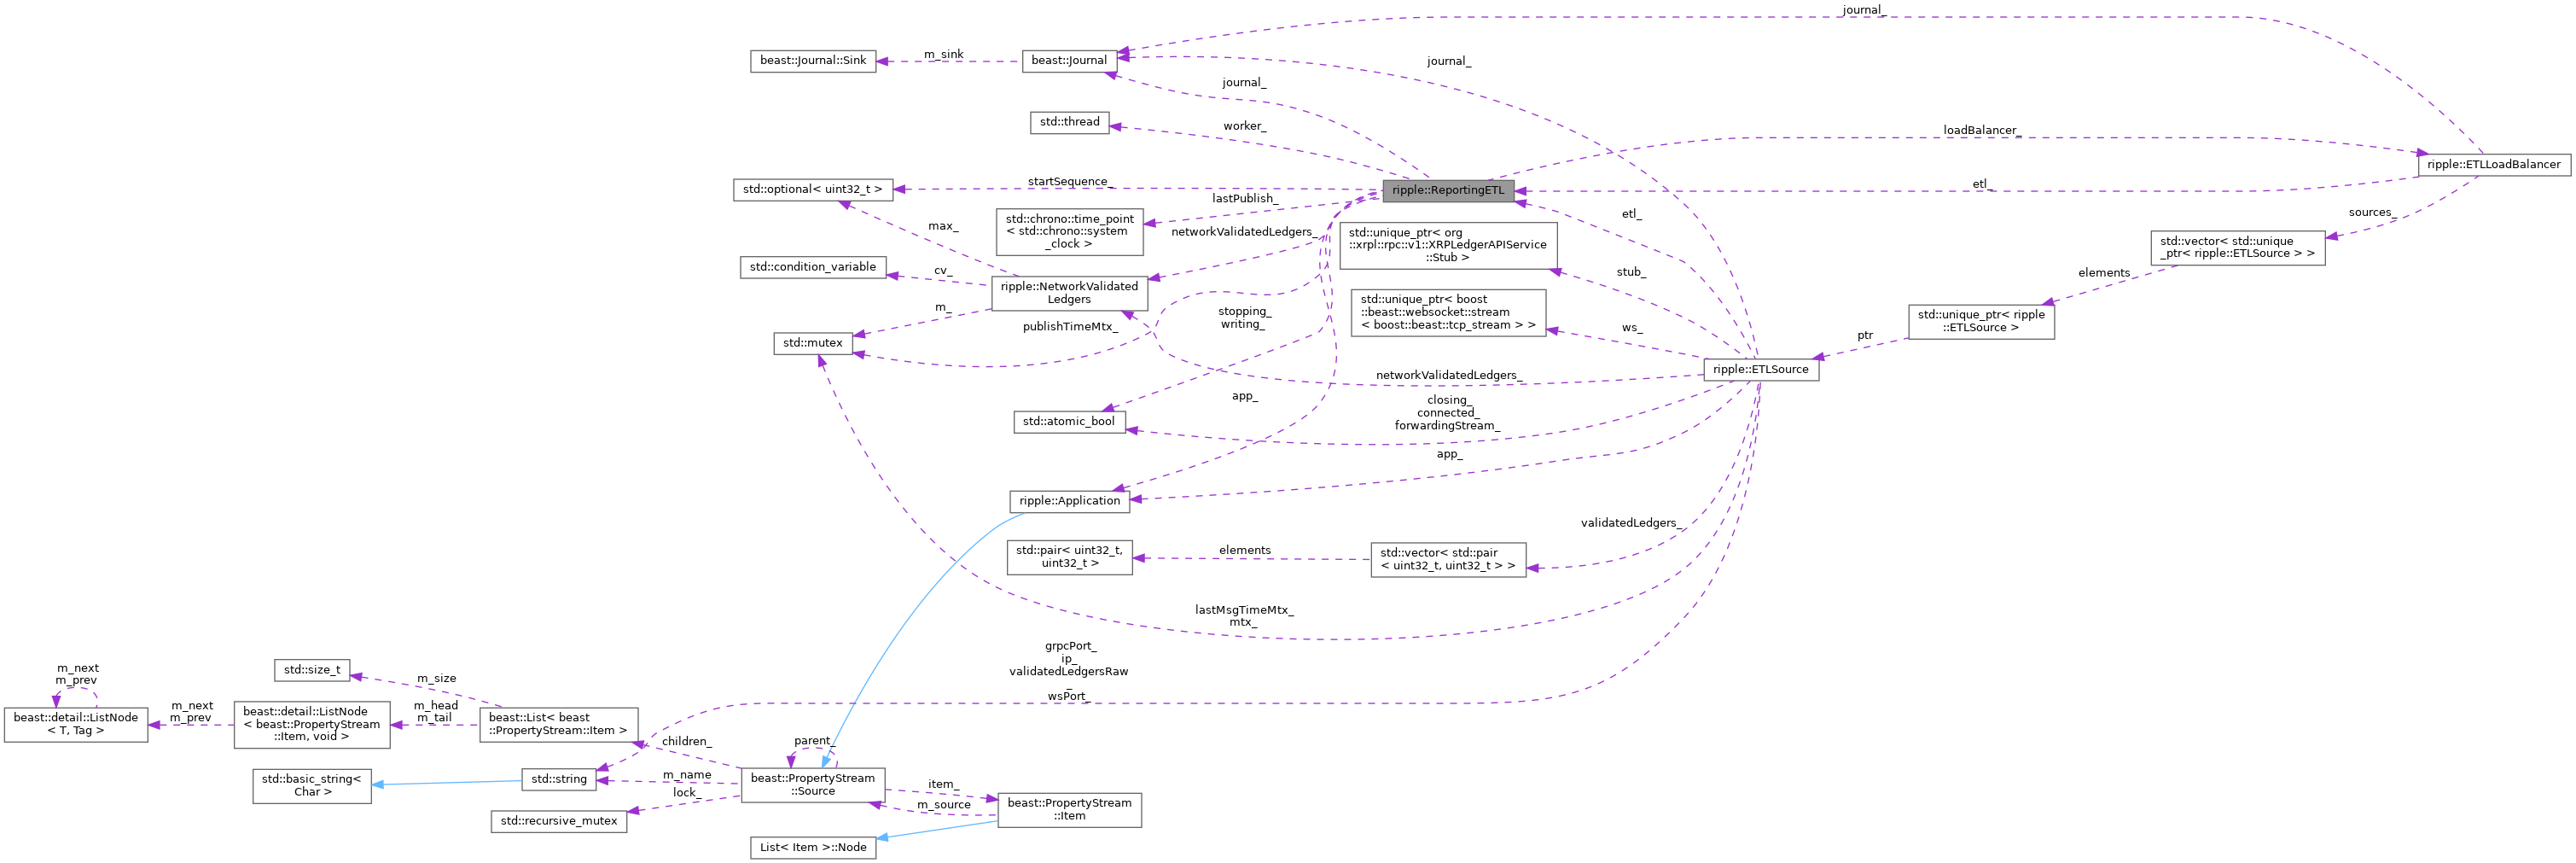 journal_
beast::Journal::Sink
m_sink
beast::Journal
journal_
journal_
std::thread
worker_
loadBalancer_
ripple::ETLLoadBalancer
std::optional< uint32_t >
startSequence_
ripple::ReportingETL
etl_
lastPublish_
std::chrono::time_point
< std::chrono::system
_clock >
max_
networkValidatedLedgers_
etl_
sources_
std::unique_ptr< org
::xrpl::rpc::v1::XRPLedgerAPIService
::Stub >
std::vector< std::unique
_ptr< ripple::ETLSource > >
std::condition_variable
cv_
ripple::NetworkValidated
Ledgers
stub_
elements
std::unique_ptr< boost
::beast::websocket::stream
< boost::beast::tcp_stream > >
m_
stopping_
writing_
std::unique_ptr< ripple
::ETLSource >
publishTimeMtx_
ws_
ptr
std::mutex
ripple::ETLSource
networkValidatedLedgers_
app_
closing_
connected_
forwardingStream_
std::atomic_bool
app_
ripple::Application
validatedLedgers_
std::pair< uint32_t,
uint32_t >
elements
std::vector< std::pair
< uint32_t, uint32_t > >
lastMsgTimeMtx_
mtx_
grpcPort_
ip_
validatedLedgersRaw
_
wsPort_
std::size_t
m_size
m_next
m_prev
beast::detail::ListNode
< T, Tag >
m_next
m_prev
beast::detail::ListNode
< beast::PropertyStream
::Item, void >
m_head
m_tail
beast::List< beast
::PropertyStream::Item >
children_
parent_
std::basic_string<
Char >
std::string
m_name
beast::PropertyStream
::Source
lock_
item_
m_source
beast::PropertyStream
::Item
std::recursive_mutex
List< Item >::Node